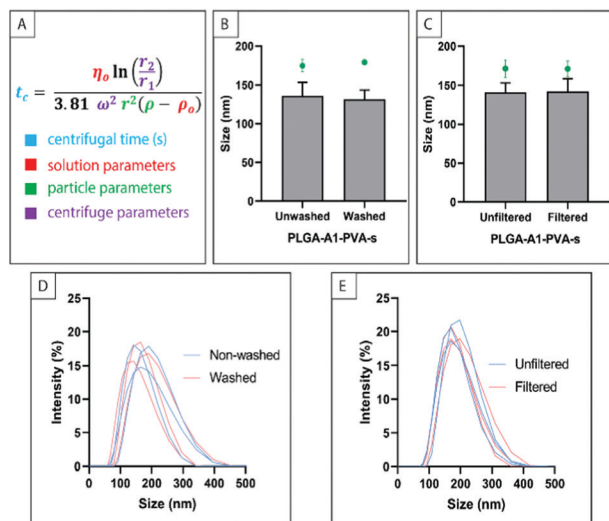 A
t_c = η_o ln (r_2/r_1) / 3.81 ω² r² (ρ − ρ_o)
centrifugal time (s)
solution parameters
particle parameters
centrifuge parameters
B
Size (nm)
200
150
100
50
0
Unwashed Washed
PLGA-A1-PVA-s
C
Size (nm)
200
150
100
50
0
Unfiltered Filtered
PLGA-A1-PVA-s
D
Intensity (%)
25
20
15
10
5
0
Non-washed
Washed
0 100 200 300 400 500
Size (nm)
E
Intensity (%)
25
20
15
10
5
0
Unfiltered
Filtered
0 100 200 300 400 500
Size (nm)